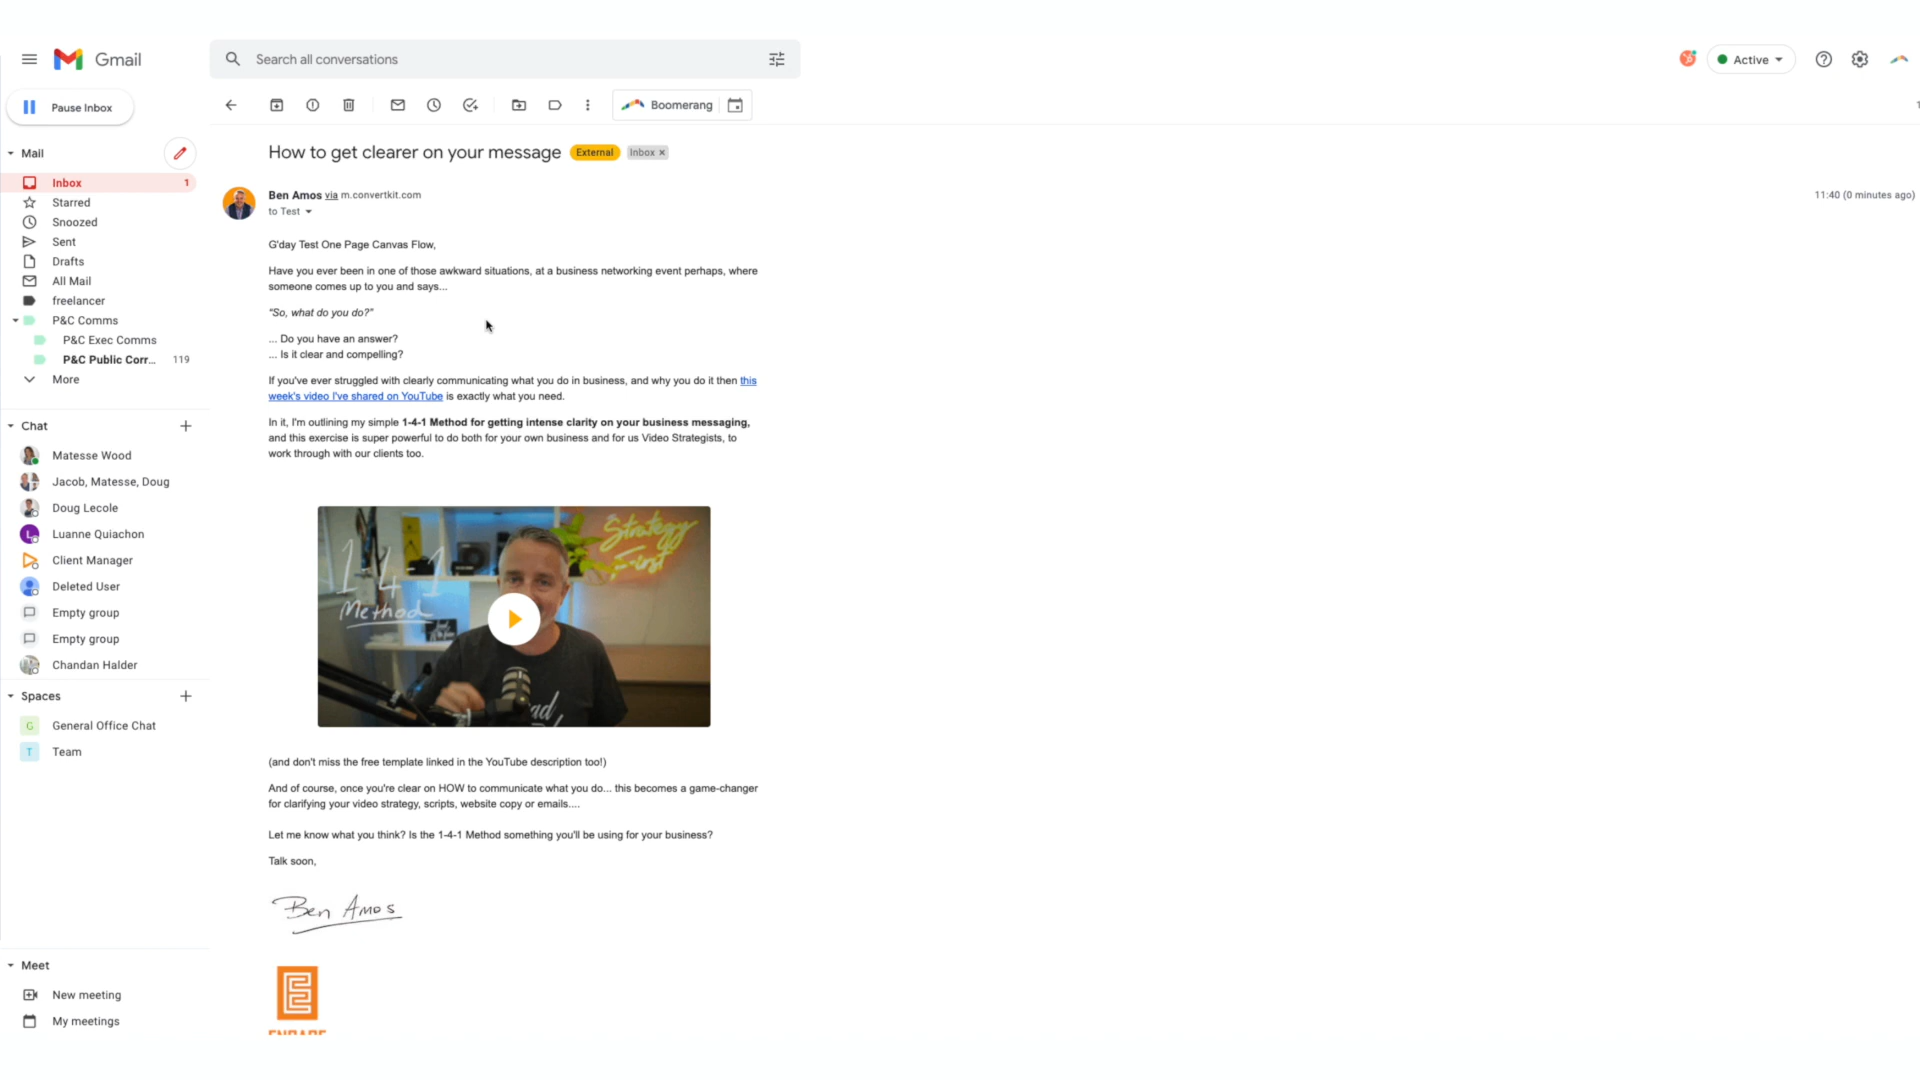 Gmail
Search all conversations
Active
Pause Inbox
Boomerang
Mail
How to get clearer on your message External Inbox x
Inbox 1
Starred
Snoozed
Sent
Drafts
All Mail
freelancer
P&C Comms
P&C Exec Comms
P&C Public Corr... 119
More
Chat
Matesse Wood
Jacob, Matesse, Doug
Doug Lecole
L Luanne Quiachon
Client Manager
Deleted User
Empty group
Empty group
Chandan Halder
Spaces
G General Office Chat
T Team
Meet
New meeting
My meetings
Ben Amos via m.convertkit.com
11:40 (0 minutes ago)
to Test
G'day Test One Page Canvas Flow,
Have you ever been in one of those awkward situations, at a business networking event perhaps, where
someone comes up to you and says...
"So, what do you do?"
... Do you have an answer?
... Is it clear and compelling?
If you've ever struggled with clearly communicating what you do in business, and why you do it then this
week's video I've shared on YouTube is exactly what you need.
In it, I'm outlining my simple 1-4-1 Method for getting intense clarity on your business messaging,
and this exercise is super powerful to do both for your own business and for us Video Strategists, to
work through with our clients too.
1-4-1
Method
Strategy
First
(and don't miss the free template linked in the YouTube description too!)
And of course, once you're clear on HOW to communicate what you do... this becomes a game-changer
for clarifying your video strategy, scripts, website copy or emails....
Let me know what you think? Is the 1-4-1 Method something you'll be using for your business?
Talk soon,
Ben Amos